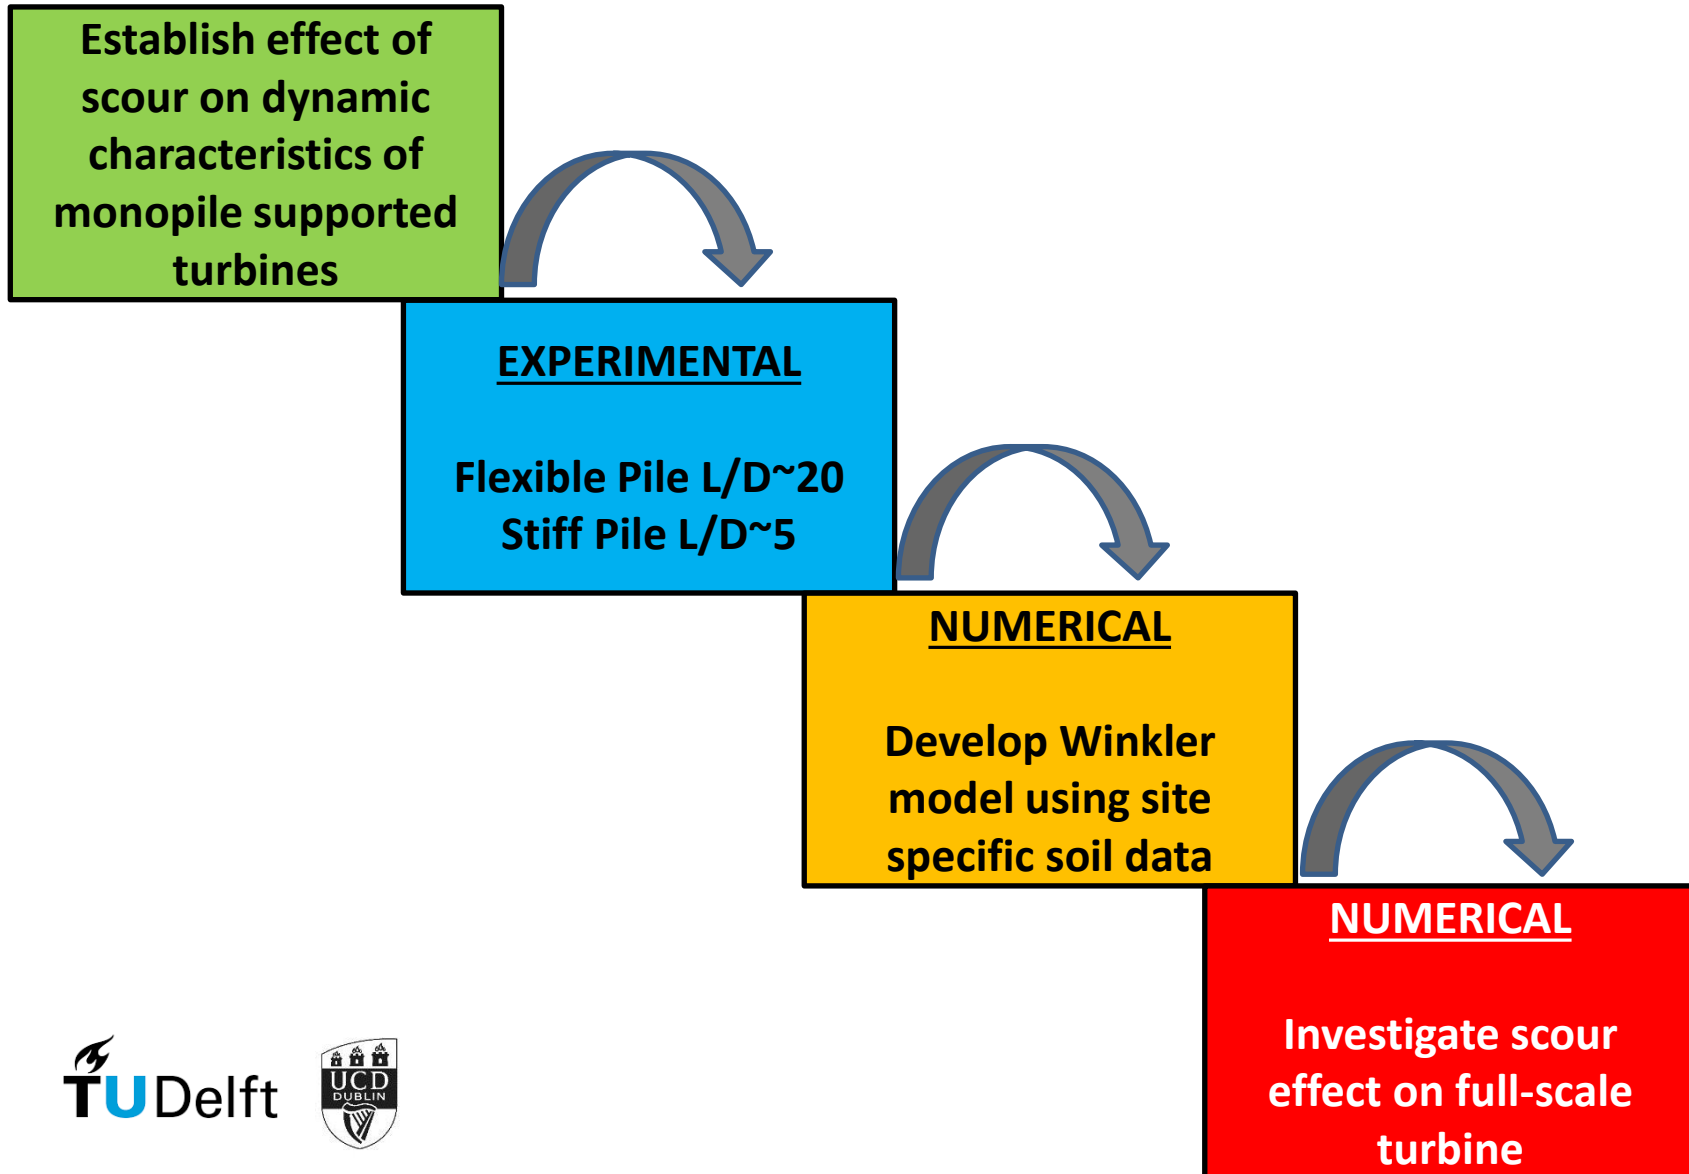 Establish effect of
scour on dynamic
characteristics of
monopile supported
turbines
EXPERIMENTAL
Flexible Pile L/D~20
Stiff Pile L/D~5
NUMERICAL
Develop Winkler
model using site
specific soil data
NUMERICAL
Investigate scour
effect on full-scale
turbine
TUDelft
UCD
DUBLIN